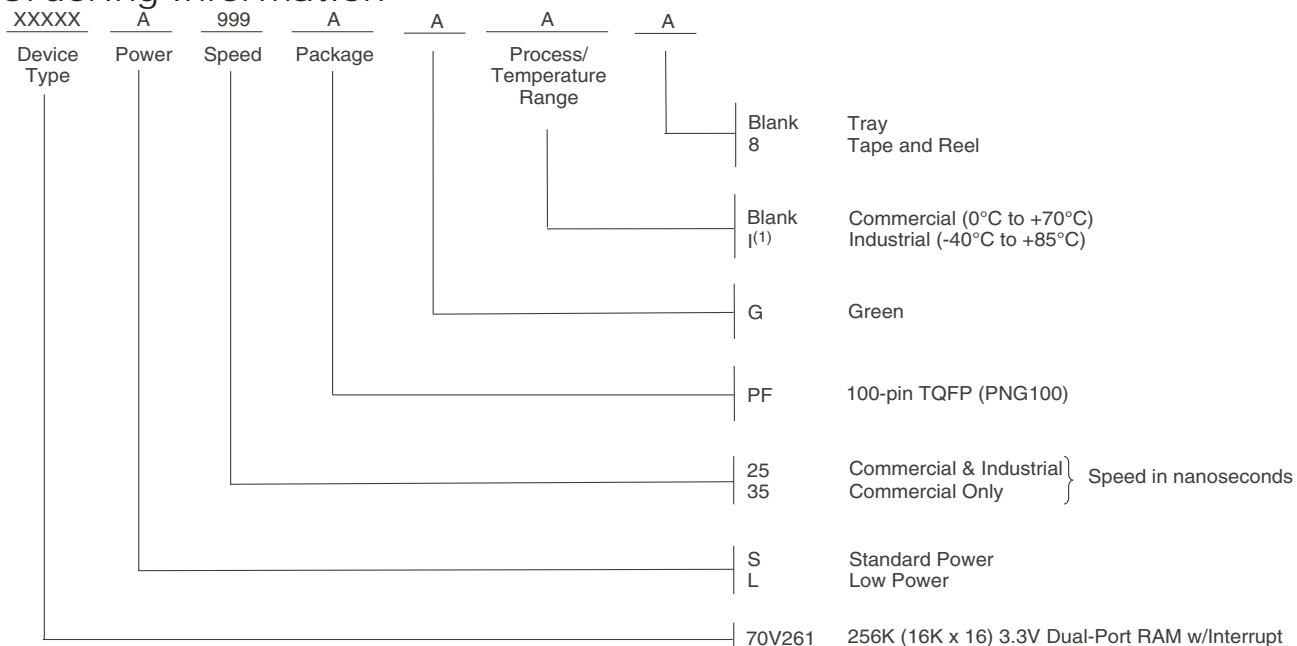 Ordering Information
XXXXX A 999 A A A A
Device Type Power Speed Package Process/ Temperature Range
Blank Tray
8 Tape and Reel
Blank Commercial (0°C to +70°C)
I(1) Industrial (-40°C to +85°C)
G Green
PF 100-pin TQFP (PNG100)
25 Commercial & Industrial
35 Commercial Only
Speed in nanoseconds
S Standard Power
L Low Power
70V261 256K (16K x 16) 3.3V Dual-Port RAM w/Interrupt